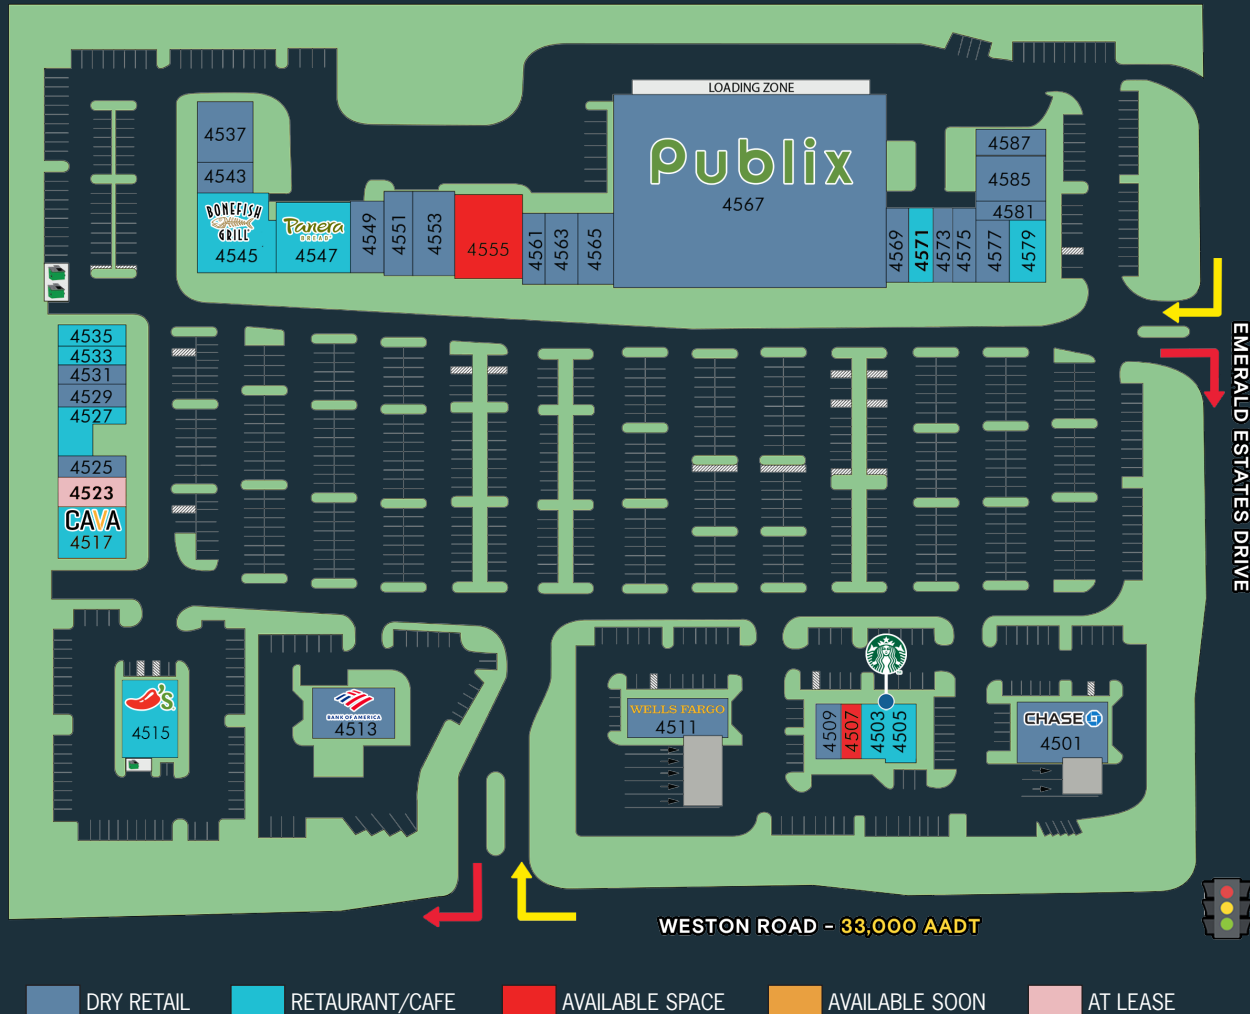 LOADING ZONE
Publix
4567
4537
4543
BONEFISH
GRILL
4545
Panera
BREAD
4547
4549
4551
4553
4555
4561
4563
4565
4569
4571
4573
4575
4577
4579
4587
4585
4581
4535
4533
4531
4529
4527
4525
4523
CAVA
4517
EMERALD ESTATES DRIVE
'S
4515
BANK OF AMERICA
4513
WELLS FARGO
4511
4509
4507
4503
4505
CHASE
4501
WESTON ROAD – 33,000 AADT
DRY RETAIL
RETAURANT/CAFE
AVAILABLE SPACE
AVAILABLE SOON
AT LEASE